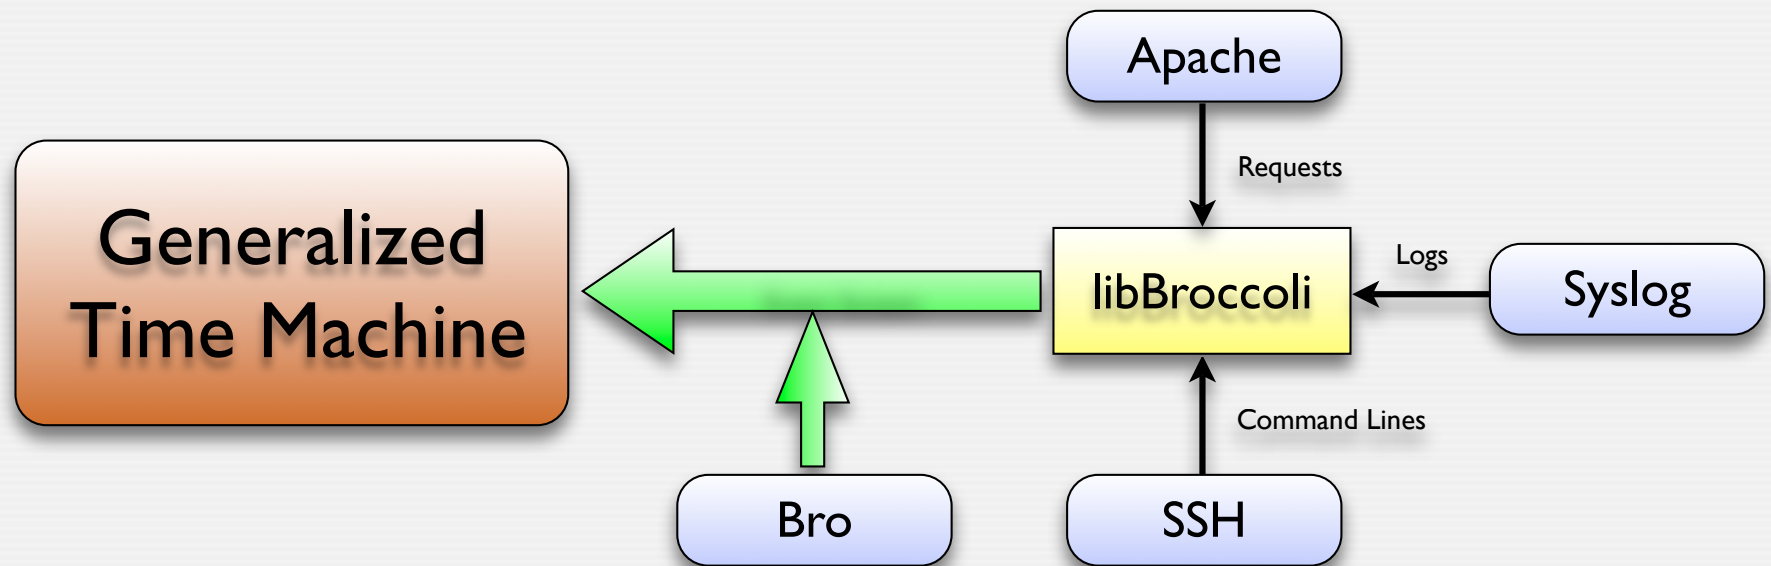 Apache
Requests
Generalized
Time Machine
libBroccoli
Logs
Syslog
Command Lines
Bro
SSH